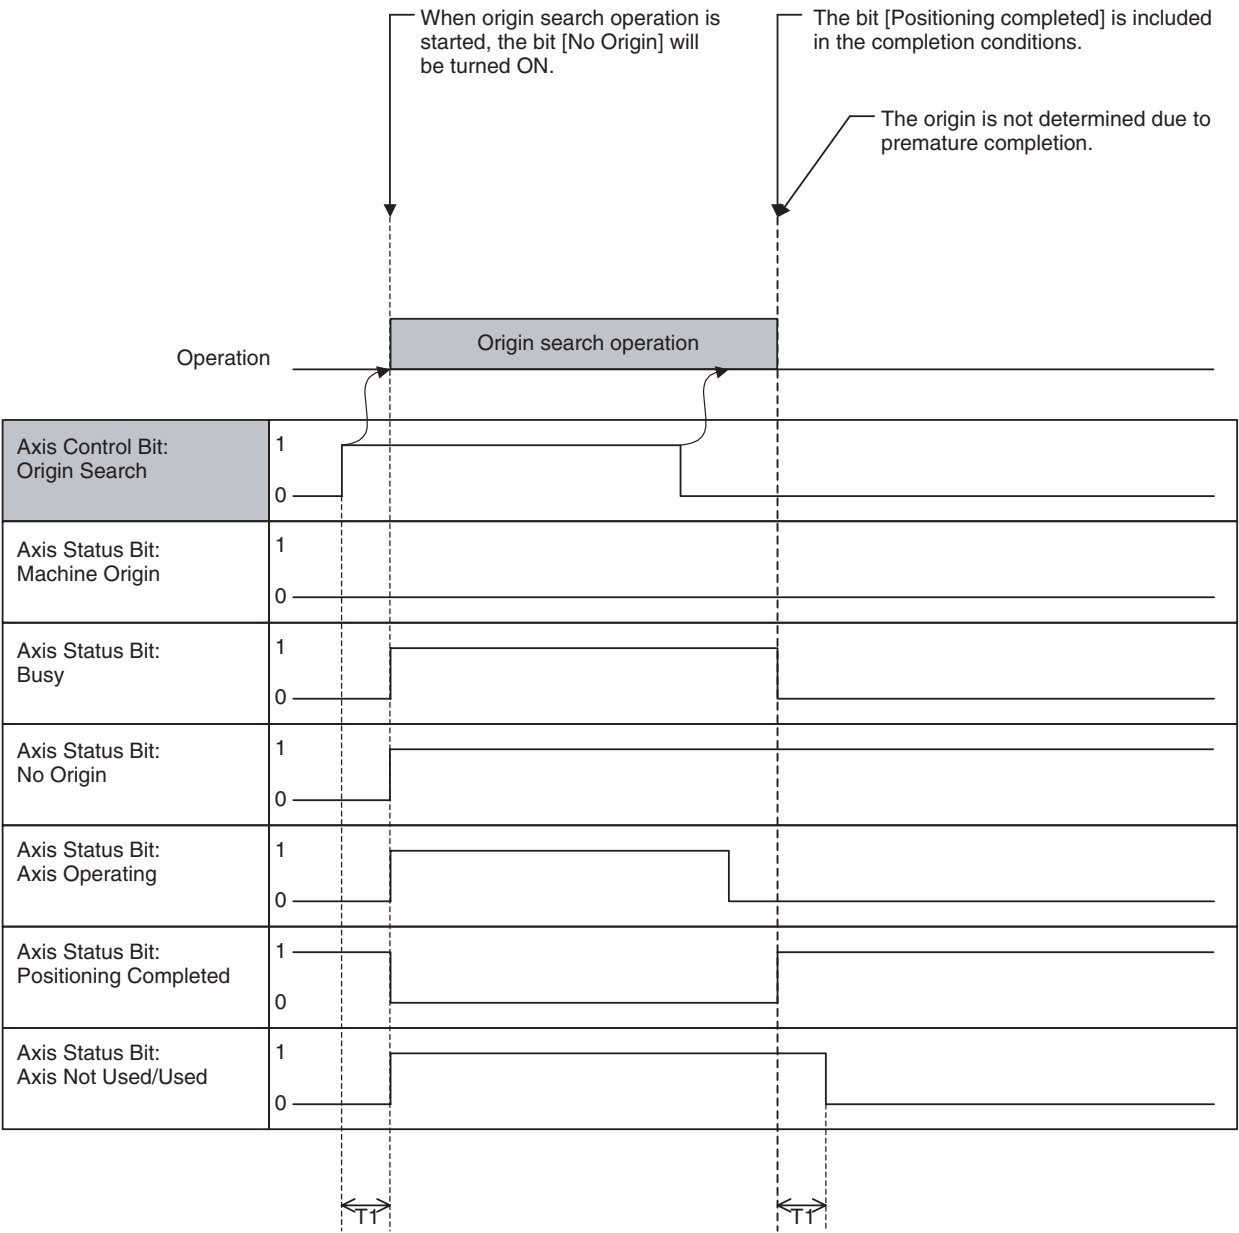 When origin search operation is
started, the bit [No Origin] will
be turned ON.
The bit [Positioning completed] is included
in the completion conditions.
The origin is not determined due to
premature completion.
Operation
Origin search operation
Axis Control Bit:
Origin Search
1
0
Axis Status Bit:
Machine Origin
1
0
Axis Status Bit:
Busy
1
0
Axis Status Bit:
No Origin
1
0
Axis Status Bit:
Axis Operating
1
0
Axis Status Bit:
Positioning Completed
1
0
Axis Status Bit:
Axis Not Used/Used
1
0
T1
T1